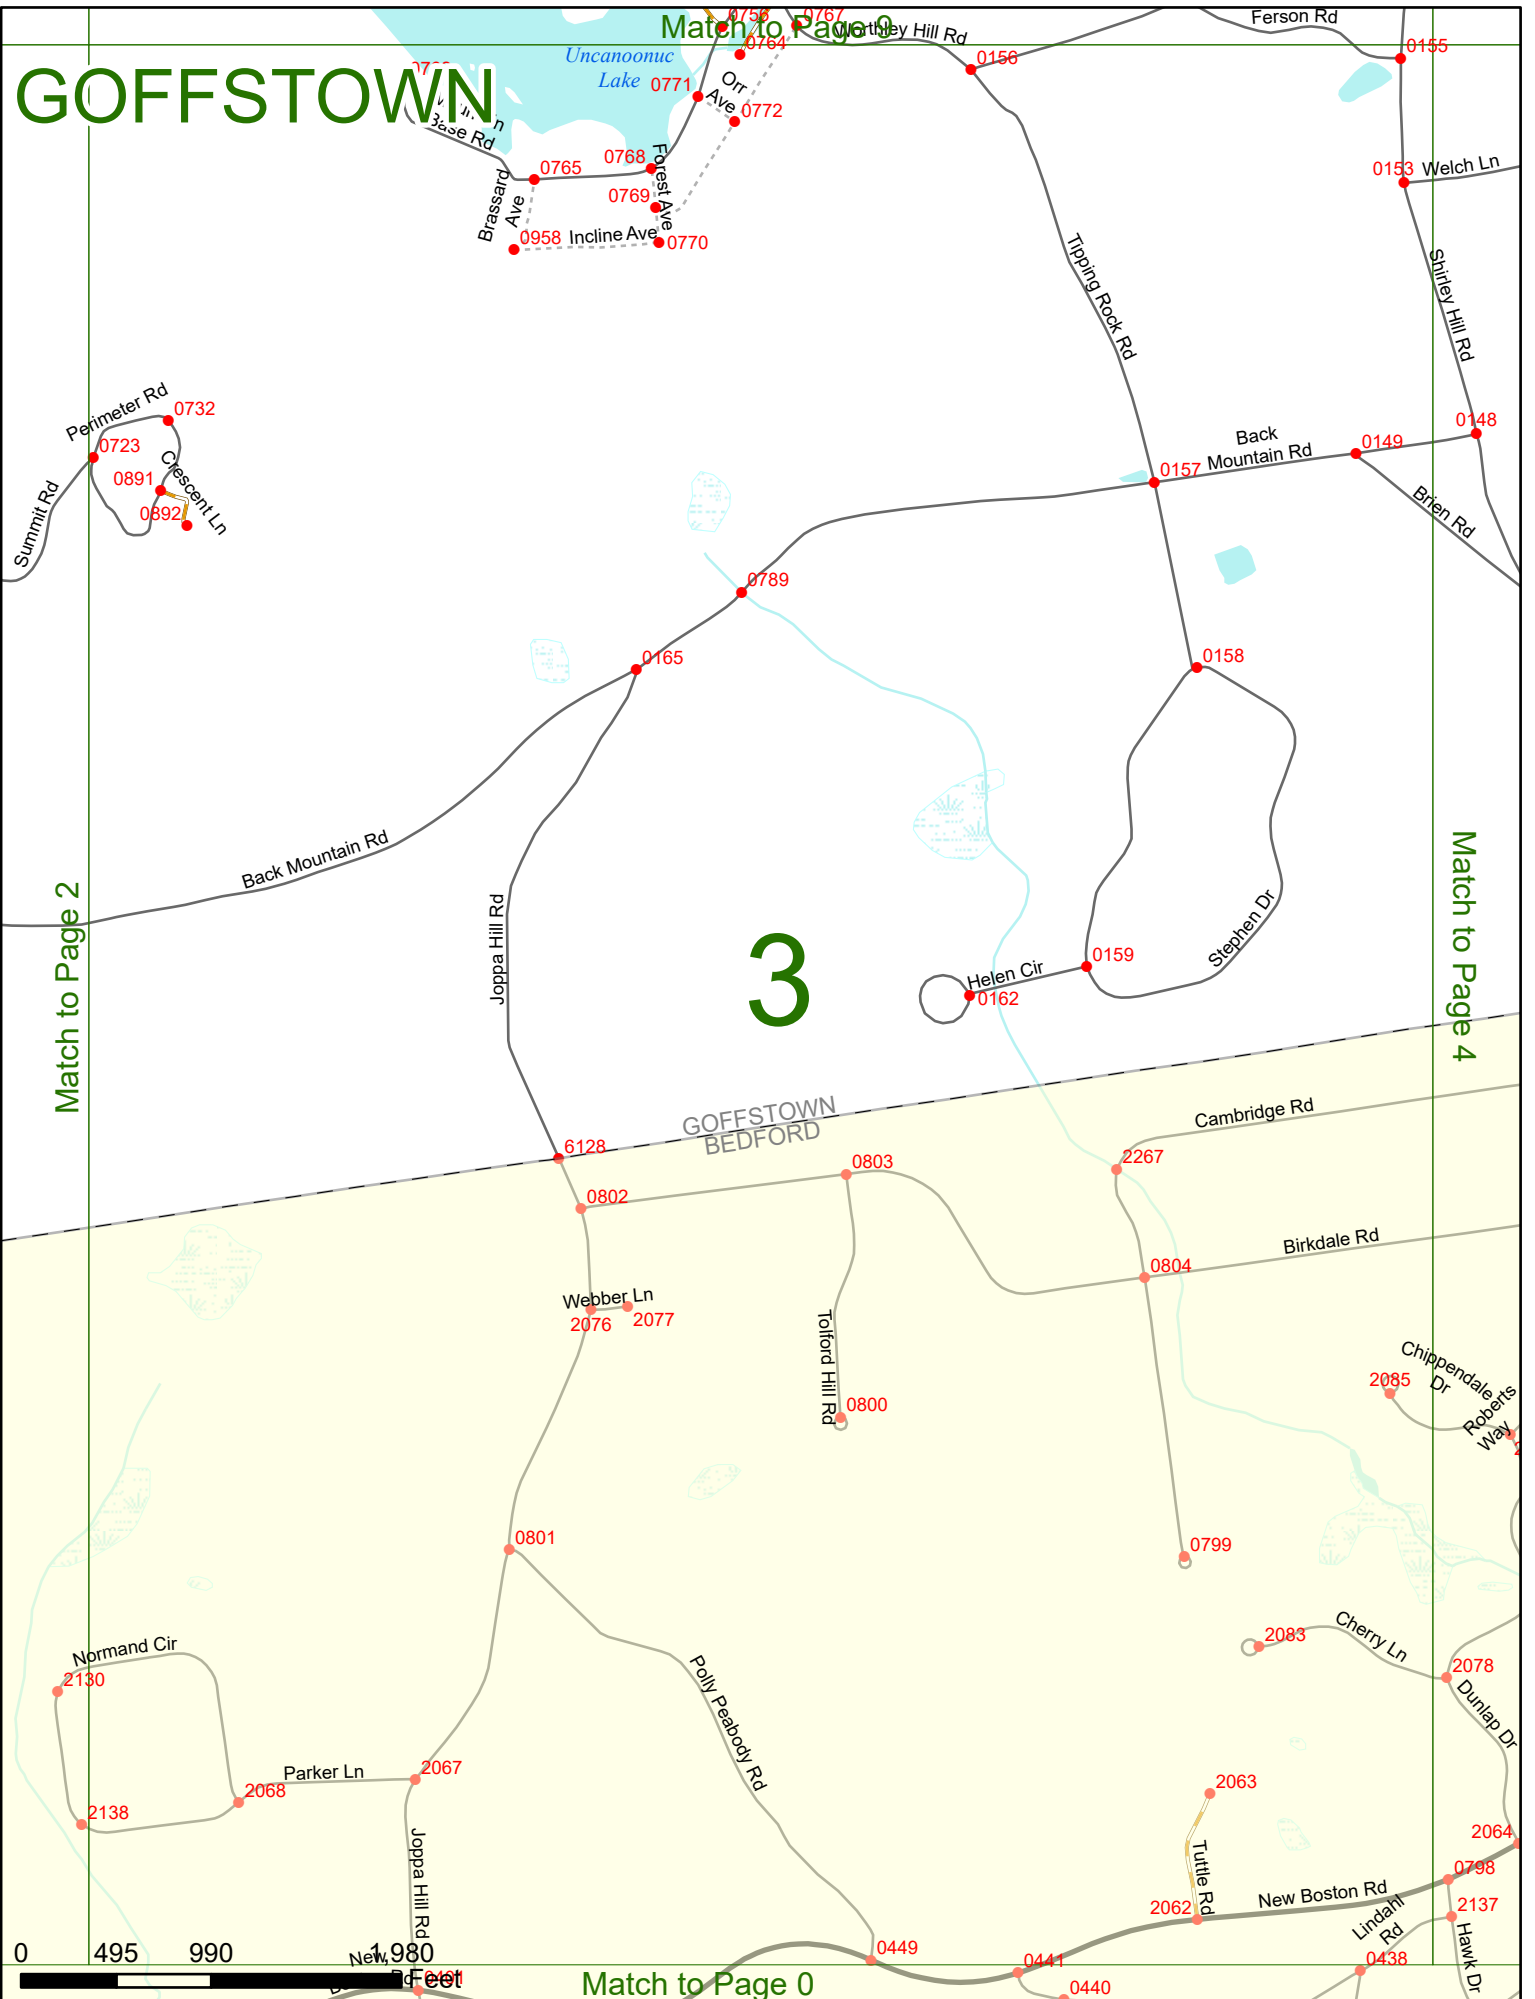 0756
0767
Match to Page 9
Worthley Hill Rd
Ferson Rd
0764
Uncanoonuc
Lake
0156
0155
GOFFSTOWN
0771
Orr
Ave
0772
Base Rd
0765
0768
Forest Ave
0153
Welch Ln
0769
Brassard
Ave
0958
Incline Ave
0770
Tipping Rock Rd
Shirley Hill Rd
Perimeter Rd
0732
0723
0891
Crescent Ln
0892
Summit Rd
0148
0149
Back
Mountain Rd
0157
Brien Rd
0789
0165
0158
Back Mountain Rd
Match to Page 2
Joppa Hill Rd
3
Match to Page 4
Stephen Dr
0159
Helen Cir
0162
GOFFSTOWN
BEDFORD
Cambridge Rd
6128
0803
2267
0802
Birkdale Rd
0804
Webber Ln
2076
2077
Tolford Hill Rd
0800
Chippendale
Dr
2085
Roberts
Way
0801
0799
Normand Cir
2130
Cherry Ln
2083
2078
Dunlap Dr
Polly Peabody Rd
Parker Ln
2067
2068
2063
2138
Joppa Hill Rd
Tuttle Rd
2064
0798
New Boston Rd
2062
2137
Lindahl
Rd
Hawk Dr
0 495 990 1,980
Feet
New
Rd
0449
0441
0438
0440
Match to Page 0